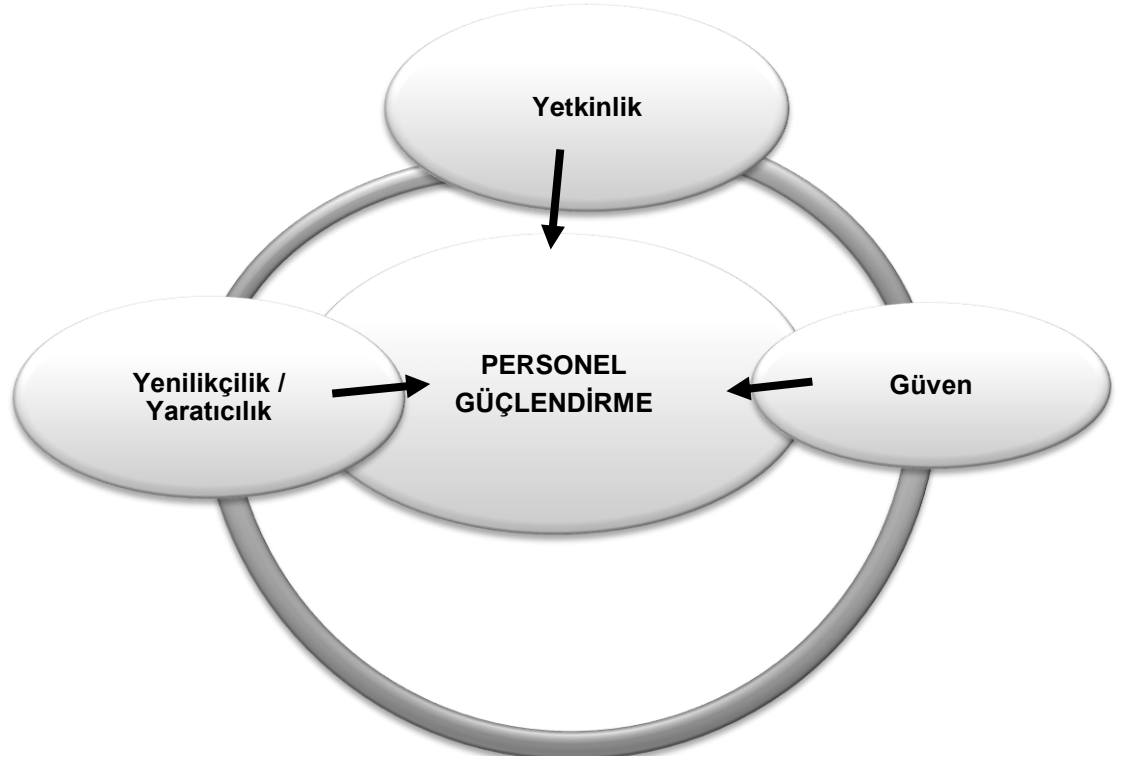 Yetkinlik
Yenilikçilik /
Yaratıcılık
PERSONEL
GÜÇLENDİRME
Güven